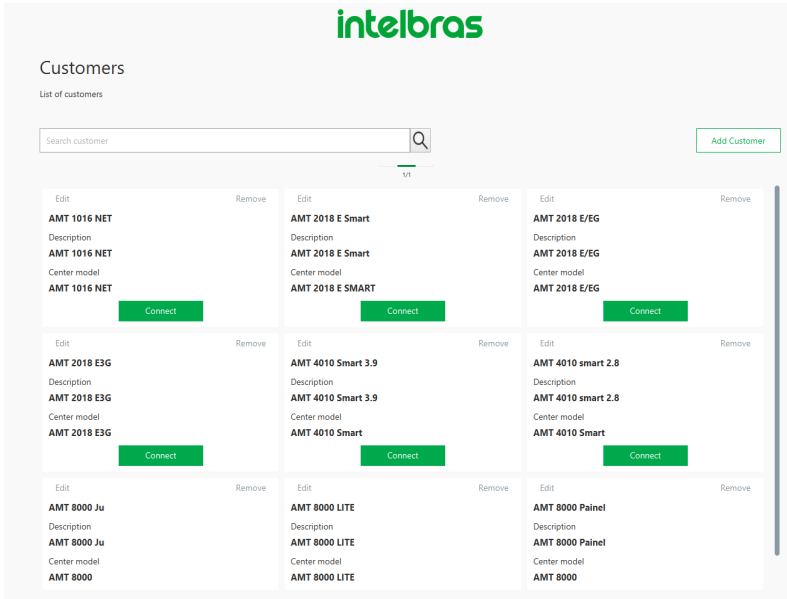 intelbras
Customers
List of customers
Search customer
Add Customer
1/1
Edit Remove
AMT 1016 NET
Description
AMT 1016 NET
Center model
AMT 1016 NET
Connect
Edit Remove
AMT 2018 E Smart
Description
AMT 2018 E Smart
Center model
AMT 2018 E SMART
Connect
Edit Remove
AMT 2018 E/EG
Description
AMT 2018 E/EG
Center model
AMT 2018 E/EG
Connect
Edit Remove
AMT 2018 E3G
Description
AMT 2018 E3G
Center model
AMT 2018 E3G
Connect
Edit Remove
AMT 4010 Smart 3.9
Description
AMT 4010 Smart 3.9
Center model
AMT 4010 Smart
Connect
Edit Remove
AMT 4010 smart 2.8
Description
AMT 4010 smart 2.8
Center model
AMT 4010 Smart
Connect
Edit Remove
AMT 8000 Ju
Description
AMT 8000 Ju
Center model
AMT 8000
Edit Remove
AMT 8000 LITE
Description
AMT 8000 LITE
Center model
AMT 8000 LITE
Edit Remove
AMT 8000 Painel
Description
AMT 8000 Painel
Center model
AMT 8000